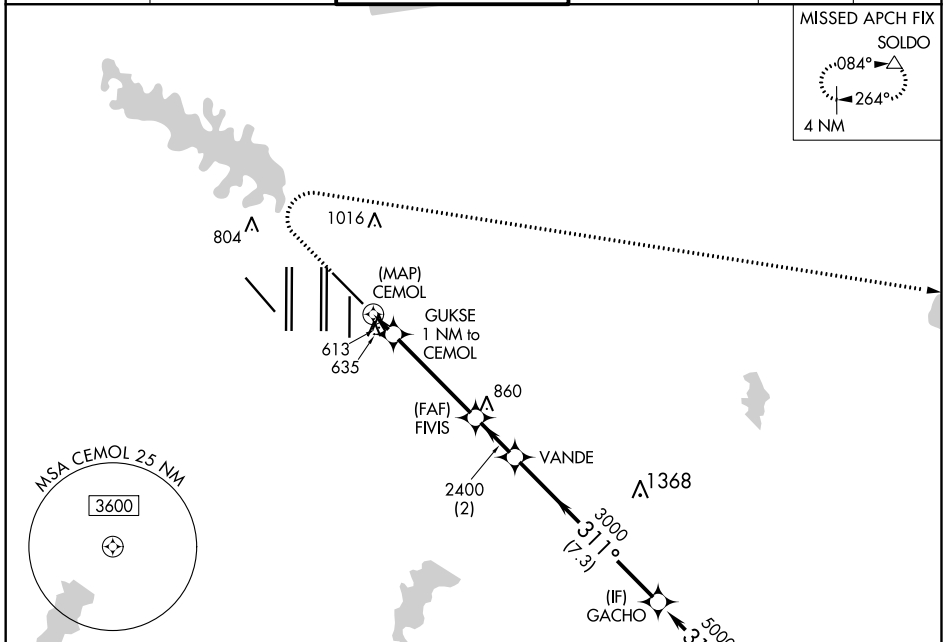 MISSED APCH FIX
SOLDO
084°
264°
4 NM
1016
804
(MAP)
CEMOL
GUKSE
1 NM to
CEMOL
613
635
860
(FAF)
FIVIS
VANDE
2400
(2)
1368
MSA CEMOL 25 NM
3600
3000
311°
(7.3)
(IF)
GACHO
5000